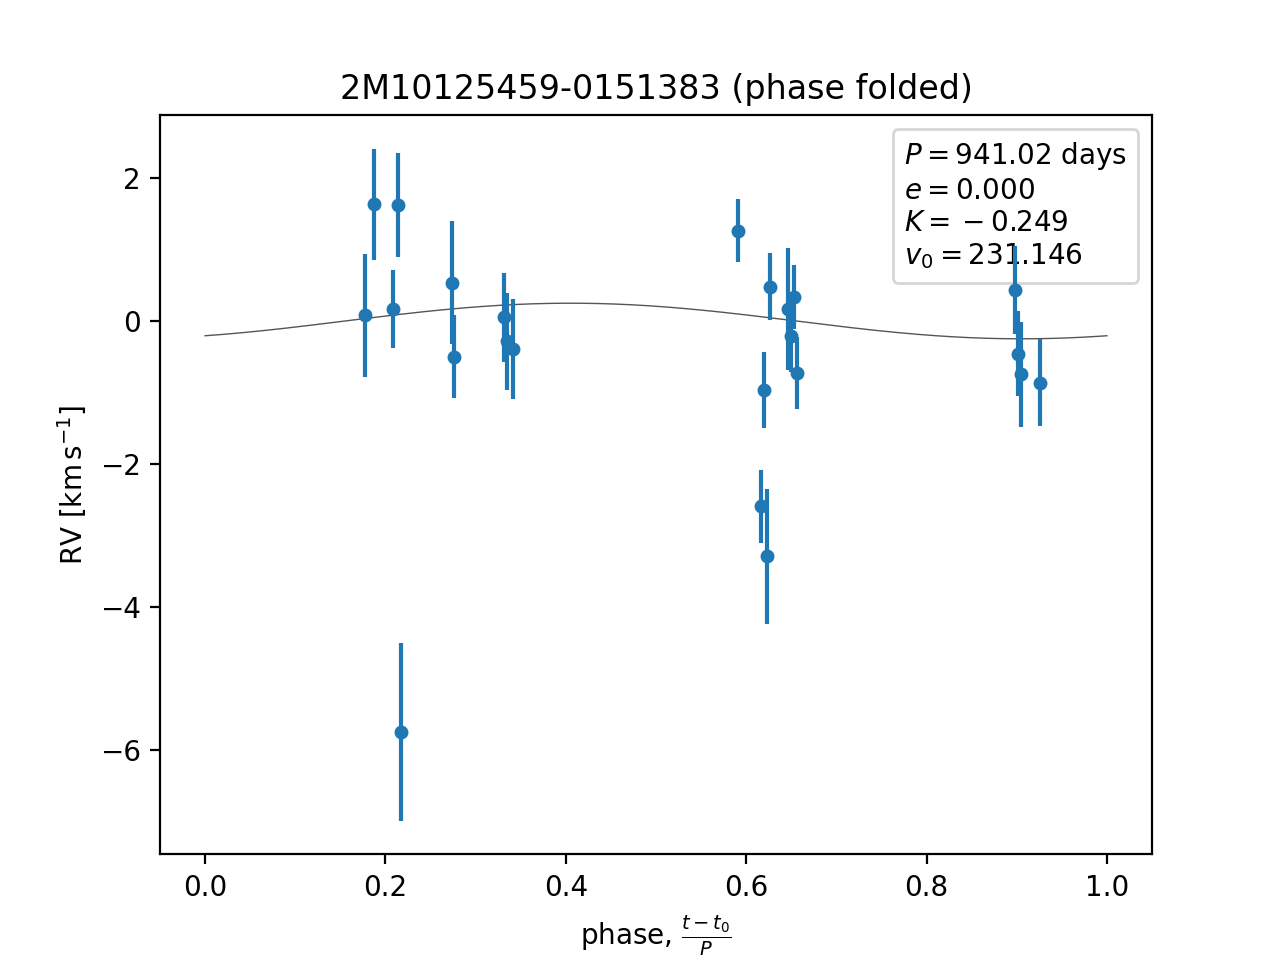 2M10125459-0151383 (phase folded)
P = 941.02 days
e = 0.000
K = −0.249
v₀ = 231.146
2
0
−2
−4
−6
RV [km s⁻¹]
0.0 0.2 0.4 0.6 0.8 1.0
phase, (t − t₀)/P